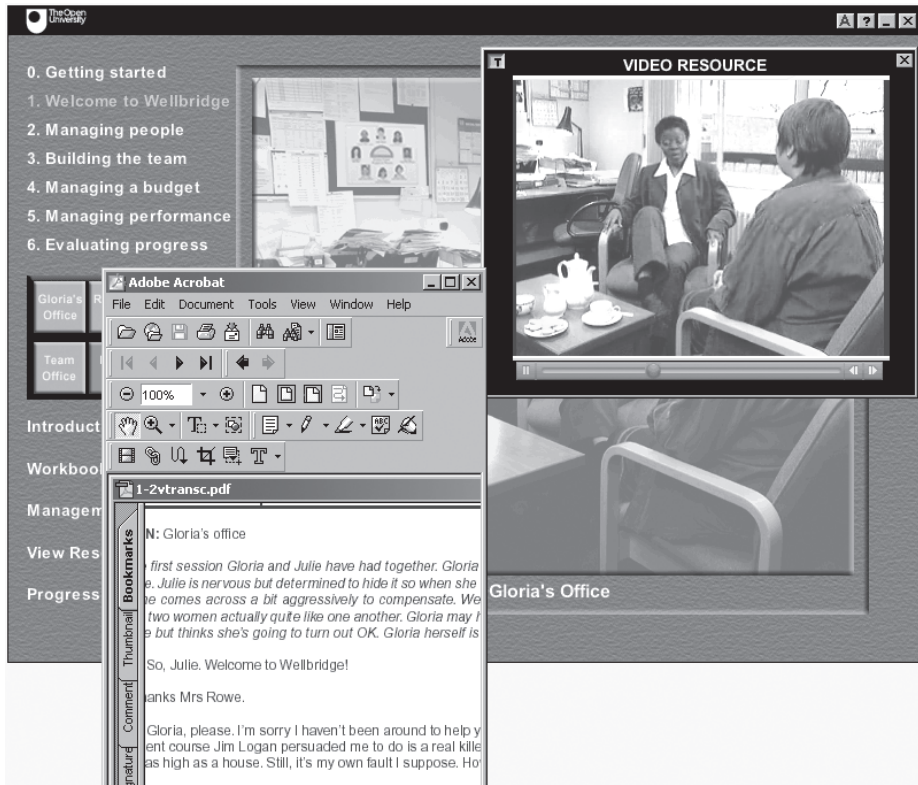 The Open
University
A ? _ X
0. Getting started
1. Welcome to Wellbridge
2. Managing people
3. Building the team
4. Managing a budget
5. Managing performance
6. Evaluating progress
Gloria's
Office
R
Team
Office
Introduct
Workboo
Managem
View Res
Progress
T VIDEO RESOURCE X
Gloria's Office
Adobe Acrobat
File Edit Document Tools View Window Help
Adobe
100%
ABC
T
1-2vtransc.pdf
Bookmarks
Thumbnail
Comment
gnature
N: Gloria's office
first session Gloria and Julie have had together. Gloria
e. Julie is nervous but determined to hide it so when she
ne comes across a bit aggressively to compensate. We
two women actually quite like one another. Gloria may h
e but thinks she's going to turn out OK. Gloria herself is
So, Julie. Welcome to Wellbridge!
anks Mrs Rowe.
Gloria, please. I'm sorry I haven't been around to help y
ent course Jim Logan persuaded me to do is a real kille
as high as a house. Still, it's my own fault I suppose. Ho